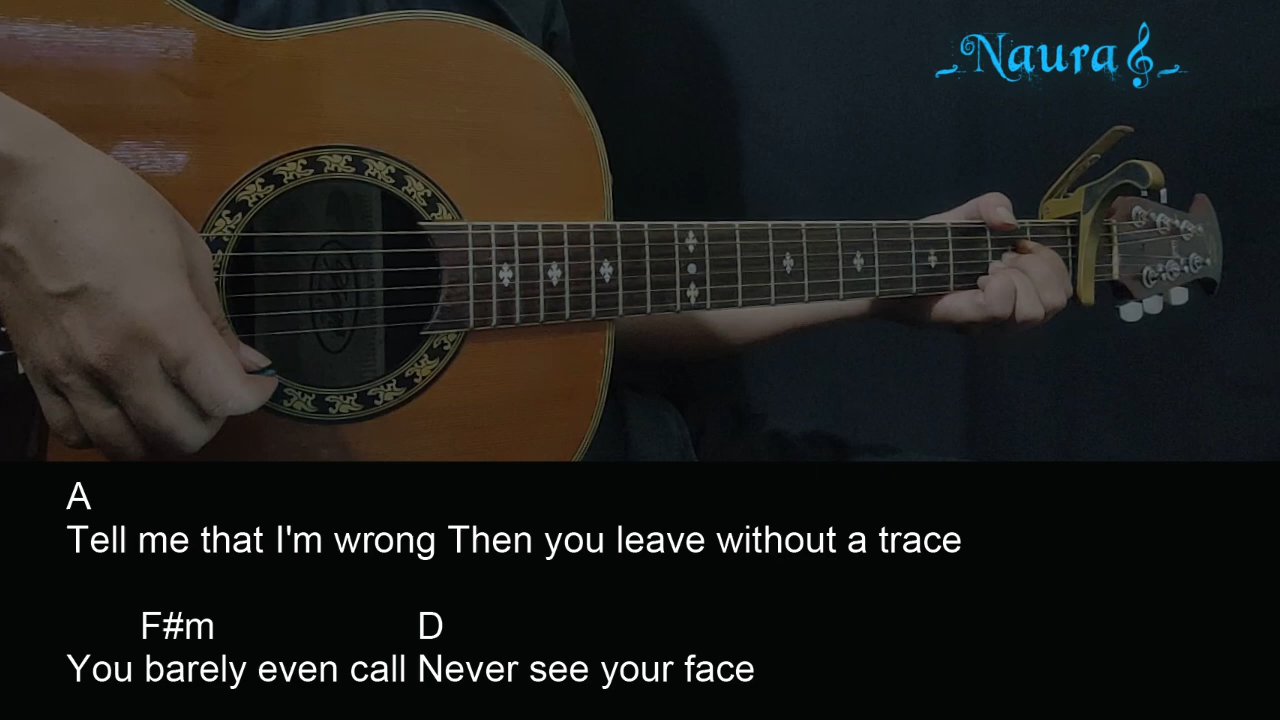 Naura
A
Tell me that I'm wrong Then you leave without a trace
F#m D
You barely even call Never see your face